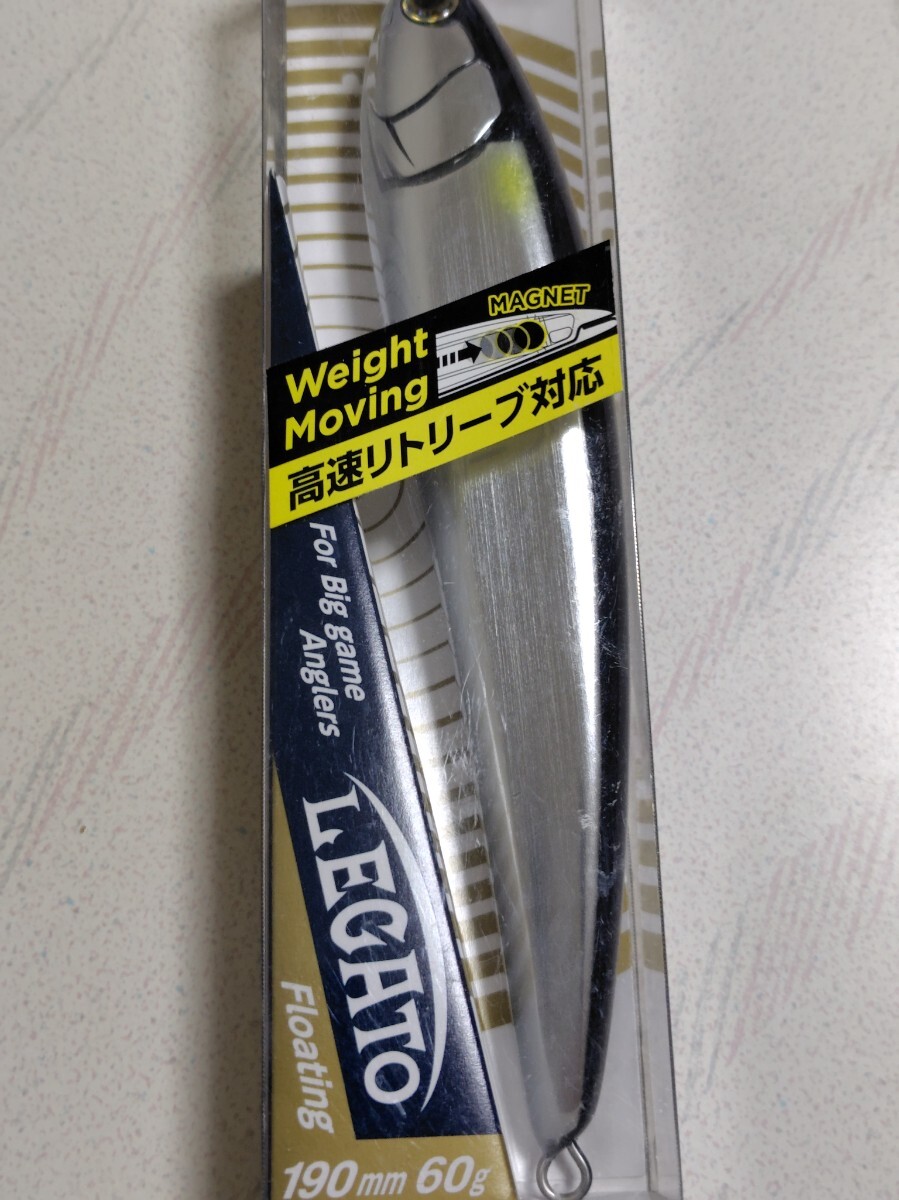 MAGNET
Weight
Moving
高速リトリーブ対応
For Big game
Anglers
LEGATO
Floating
190mm 60g